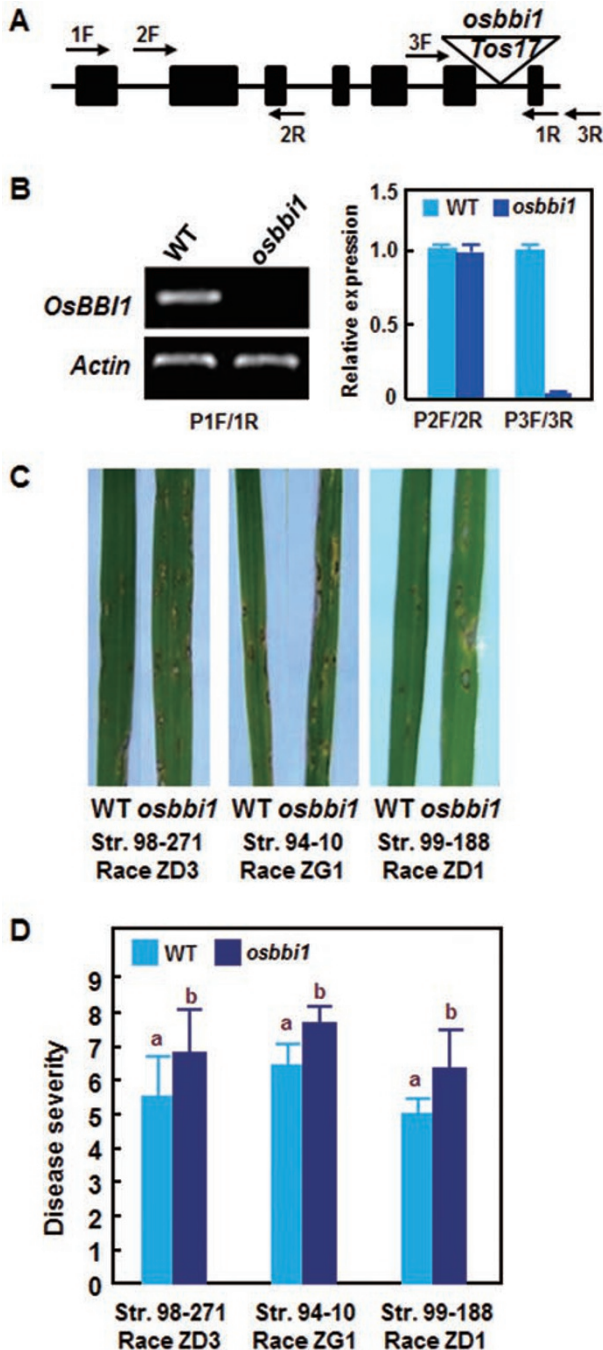 A
osbbi1
1F
2F
3F
Tos17
2R
1R
3R
B
WT
osbbi1
OsBBI1
Actin
P1F/1R
Relative expression
1.5
1.0
0.5
0
WT
osbbi1
P2F/2R
P3F/3R
C
WT osbbi1
Str. 98-271
Race ZD3
WT osbbi1
Str. 94-10
Race ZG1
WT osbbi1
Str. 99-188
Race ZD1
D
Disease severity
9
8
7
6
5
4
3
2
1
0
WT
osbbi1
a
b
a
b
a
b
Str. 98-271
Race ZD3
Str. 94-10
Race ZG1
Str. 99-188
Race ZD1